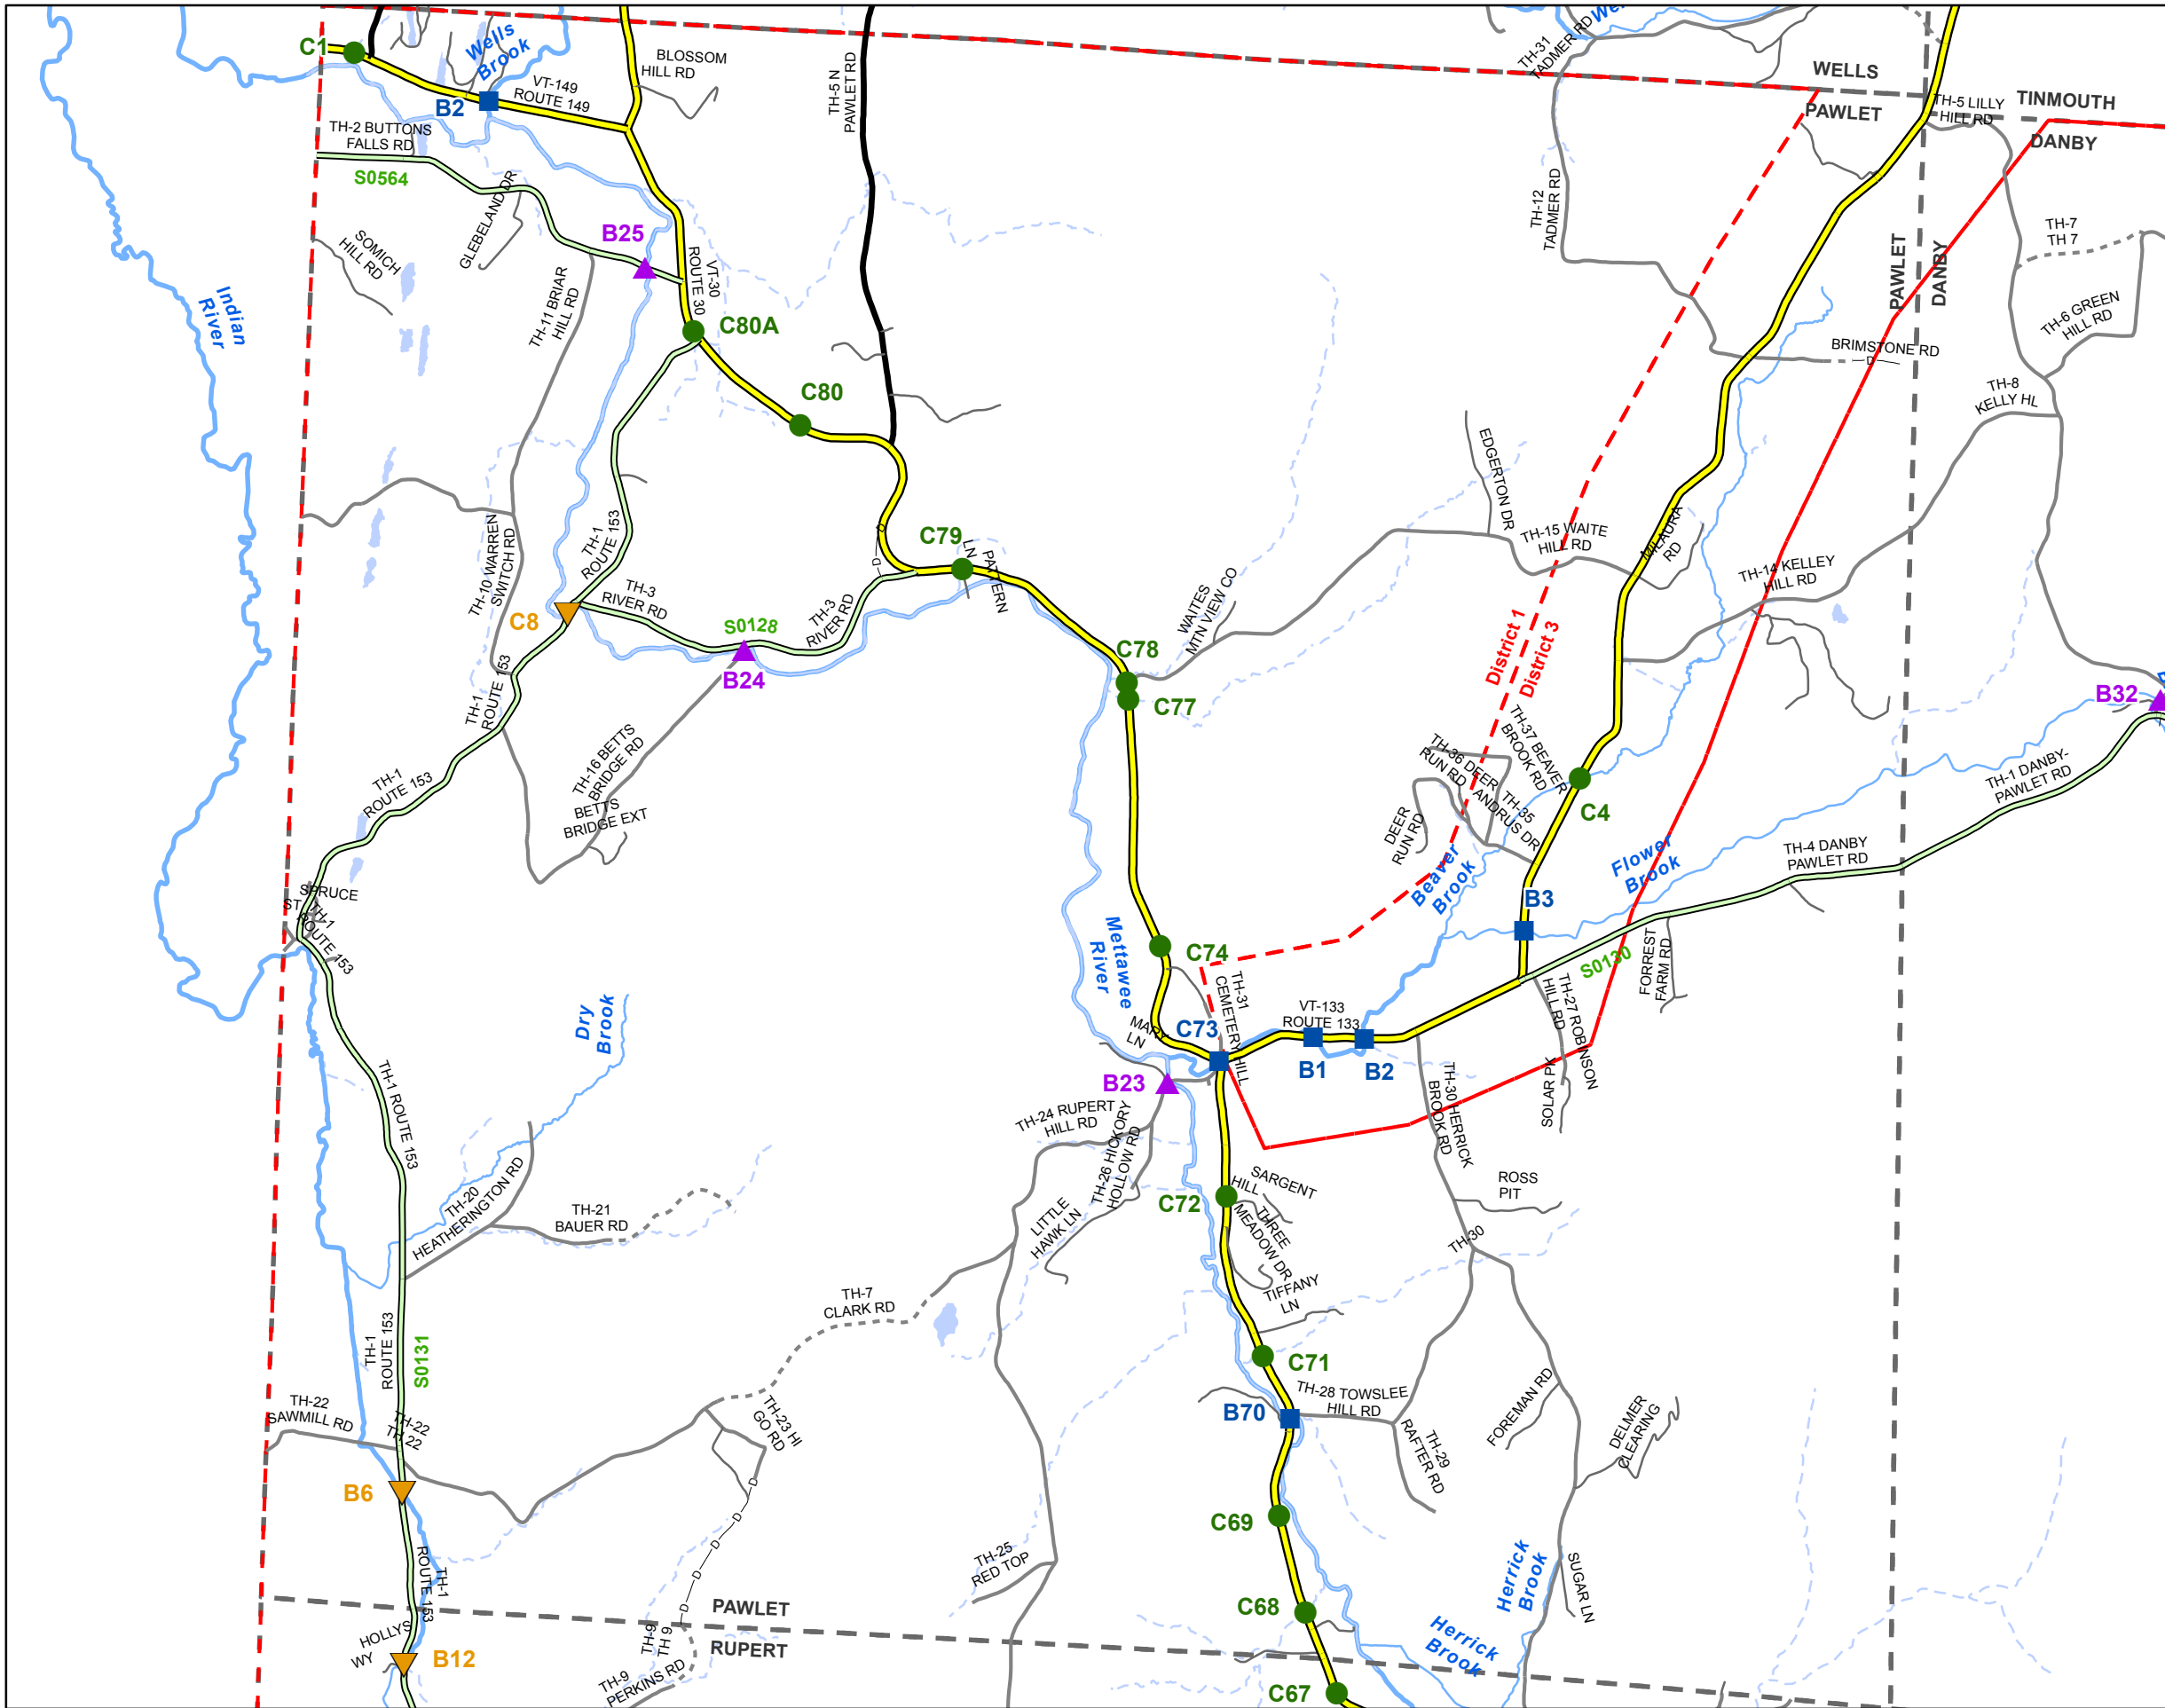 C1
Wells
Brook
BLOSSOM
HILL RD
VT-149
ROUTE 149
B2
TH-2 BUTTONS
FALLS RD
S0564
TH-5 N
PAWLET RD
TH-31
TADMER RD
WELLS
PAWLET
TH-5 LILLY
HILL RD
TINMOUTH
DANBY
GLEBELAND DR
SOMICH
HILL RD
B25
VT-30
ROUTE 30
TH-12
TADMER RD
PAWLET
DANBY
TH-7
TH 7
TH-6 GREEN
HILL RD
Indian
River
TH-11 BRIAR
HILL RD
C80A
BRIMSTONE RD
D
C80
TH-8
KELLY HL
EDGERTON DR
TH-10 WARREN
SWITCH RD
TH-1
ROUTE 153
D
D
C79
PATTERN
LN
TH-15 WAITE
HILL RD
MILAURA
RD
TH-14 KELLEY
HILL RD
C8
TH-3
RIVER RD
S0128
TH-3
RIVER RD
B24
WAITES
MTN VIEW CO
C78
C77
District 1
District 3
B32
TH-1
ROUTE 153
TH-16 BETTS
BRIDGE RD
BETTS
BRIDGE EXT
TH-1
ROUTE 153
TH-37 BEAVER
BROOK RD
TH-36 DEER
RUN RD
TH-35
ANDRUS DR
DEER
RUN RD
C4
TH-1 DANBY-
PAWLET RD
TH-4 DANBY
PAWLET RD
Flower
Brook
Beaver
Brook
B3
SPRUCE
ST
TH-1
ROUTE 153
Mettawee
River
C74
S0130
FORREST
FARM RD
TH-27 ROBINSON
HILL RD
TH-31
CEMETERY HILL
VT-133
ROUTE 133
MARY
LN
C73
B1
B2
B23
Dry
Brook
TH-1 ROUTE 153
TH-24 RUPERT
HILL RD
TH-26 HICKORY
HOLLOW RD
TH-30 HERRICK
BROOK RD
SOLAR PK
TH-20
HEATHERINGTON RD
TH-21
BAUER RD
LITTLE
HAWK LN
C72
SARGENT
HILL
THREE
MEADOW DR
ROSS
PIT
TH-30
TIFFANY
LN
TH-7
CLARK RD
TH-1
ROUTE 153
S0131
C71
TH-28 TOWSLEE
HILL RD
B70
TH-29
RAFTER RD
FOREMAN RD
DELMER
CLEARING
TH-22
SAWMILL RD
TH-22
TH 22
TH-23 HI
GO RD
B6
D
D
D
D
D
C69
TH-25
RED TOP
TH-1
ROUTE 153
Herrick
Brook
SUGAR LN
PAWLET
RUPERT
C68
HOLLYS
WY
B12
TH-9
TH 9
TH-9
PERKINS RD
Herrick
Brook
C67